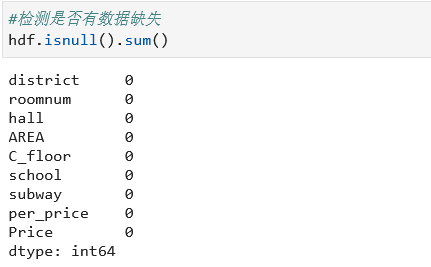 #检测是否有数据缺失
hdf.isnull().sum()
district 0
roomnum 0
hall 0
AREA 0
C_floor 0
school 0
subway 0
per_price 0
Price 0
dtype: int64